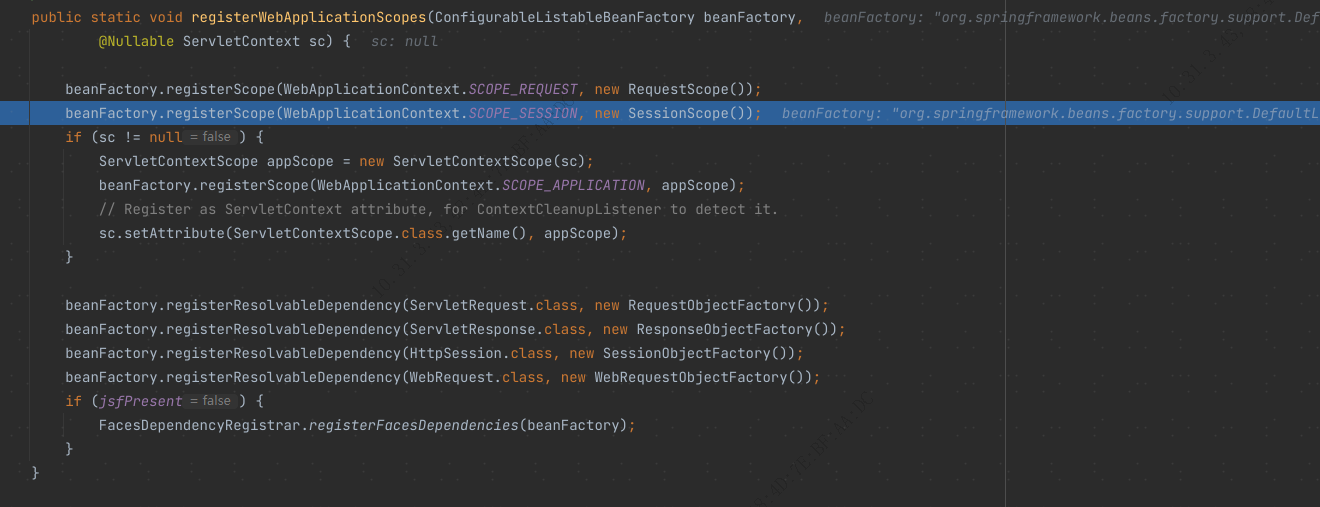 public static void registerWebApplicationScopes(ConfigurableListableBeanFactory beanFactory, beanFactory: "org.springframework.beans.factory.support.Def
@Nullable ServletContext sc) { sc: null
beanFactory.registerScope(WebApplicationContext.SCOPE_REQUEST, new RequestScope());
beanFactory.registerScope(WebApplicationContext.SCOPE_SESSION, new SessionScope()); beanFactory: "org.springframework.beans.factory.support.DefaultL
if (sc != null = false ) {
ServletContextScope appScope = new ServletContextScope(sc);
beanFactory.registerScope(WebApplicationContext.SCOPE_APPLICATION, appScope);
// Register as ServletContext attribute, for ContextCleanupListener to detect it.
sc.setAttribute(ServletContextScope.class.getName(), appScope);
}
beanFactory.registerResolvableDependency(ServletRequest.class, new RequestObjectFactory());
beanFactory.registerResolvableDependency(ServletResponse.class, new ResponseObjectFactory());
beanFactory.registerResolvableDependency(HttpSession.class, new SessionObjectFactory());
beanFactory.registerResolvableDependency(WebRequest.class, new WebRequestObjectFactory());
if (jsfPresent = false ) {
FacesDependencyRegistrar.registerFacesDependencies(beanFactory);
}
}